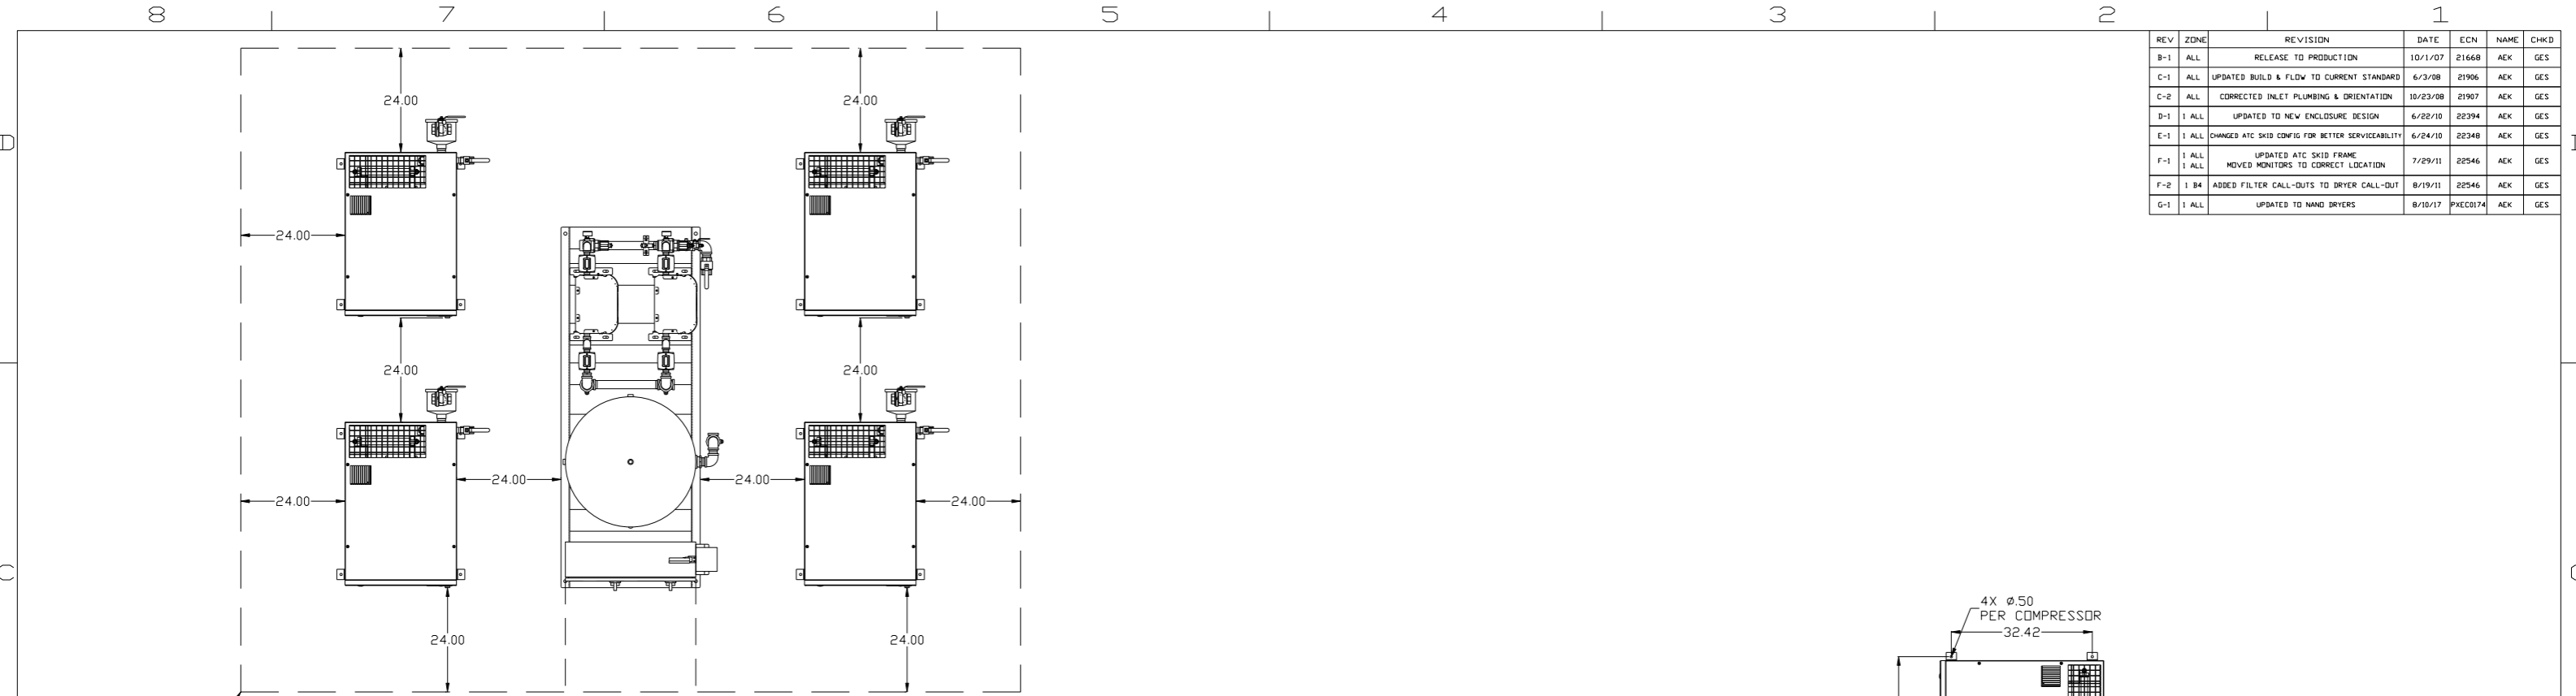 8 7 6 5 4 3 2 1
REV ZONE REVISION DATE ECN NAME CHKD
B-1 ALL RELEASE TO PRODUCTION 10/1/07 21668 AEK GES
C-1 ALL UPDATED BUILD & FLOW TO CURRENT STANDARD 6/3/08 21906 AEK GES
C-2 ALL CORRECTED INLET PLUMBING & ORIENTATION 10/23/08 21907 AEK GES
D-1 1 ALL UPDATED TO NEW ENCLOSURE DESIGN 6/22/10 22394 AEK GES
E-1 1 ALL CHANGED ATC SKID CONFIG FOR BETTER SERVICEABILITY 6/24/10 22348 AEK GES
F-1 1 ALL UPDATED ATC SKID FRAME 7/29/11 22546 AEK GES
1 ALL MOVED MONITORS TO CORRECT LOCATION
F-2 1 B4 ADDED FILTER CALL-OUTS TO DRYER CALL-OUT 8/19/11 22546 AEK GES
G-1 1 ALL UPDATED TO NANO DRYERS 8/10/17 PXEC0174 AEK GES
24.00 24.00
D
24.00
24.00 24.00
24.00 24.00
24.00 24.00
C
24.00 24.00
4X Ø.50
PER COMPRESSOR
32.42